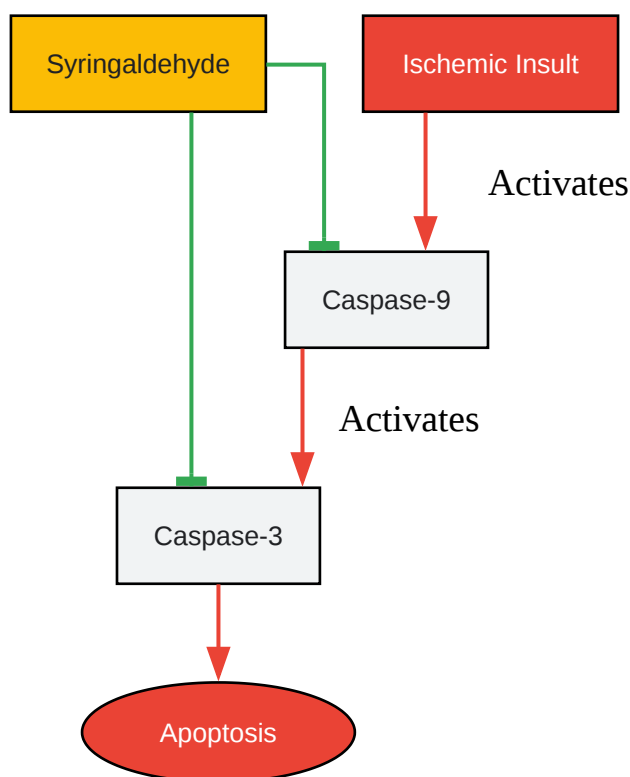 Syringaldehyde
Ischemic Insult
Activates
Caspase-9
Activates
Caspase-3
Apoptosis